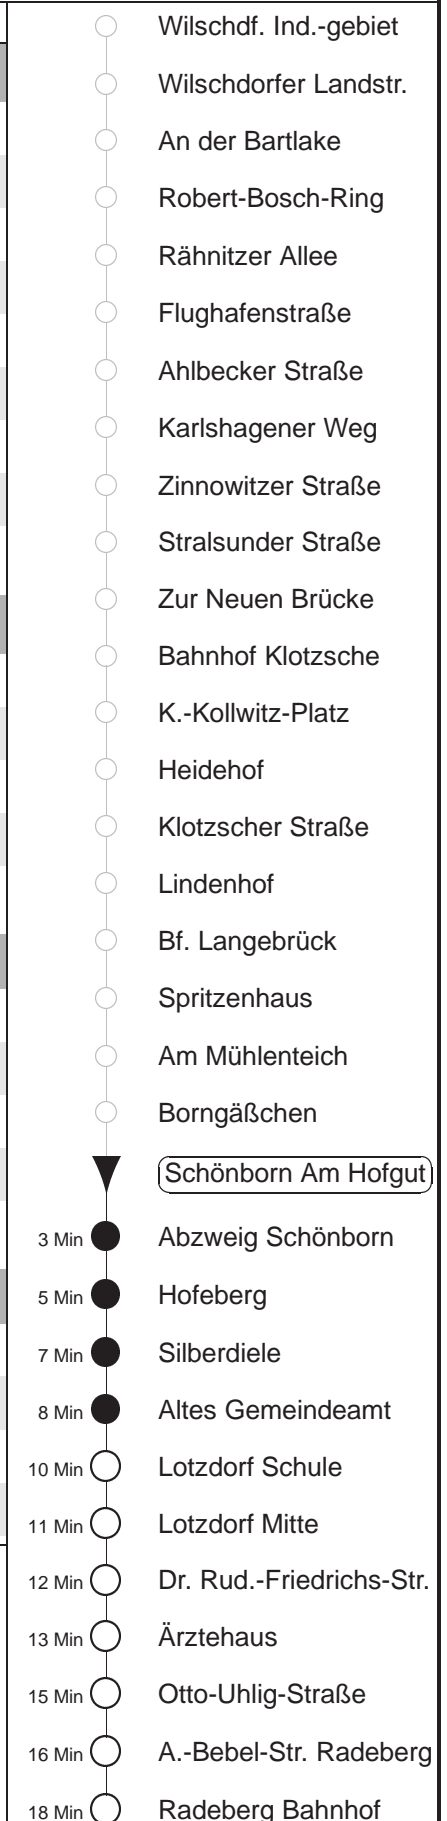 Wilschdf. Ind.-gebiet
Wilschdorfer Landstr.
An der Bartlake
Robert-Bosch-Ring
Rähnitzer Allee
Flughafenstraße
Ahlbecker Straße
Karlshagener Weg
Zinnowitzer Straße
Stralsunder Straße
Zur Neuen Brücke
Bahnhof Klotzsche
K.-Kollwitz-Platz
Heidehof
Klotzscher Straße
Lindenhof
Bf. Langebrück
Spritzenhaus
Am Mühlenteich
Borngäßchen
Schönborn Am Hofgut
3 Min Abzweig Schönborn
5 Min Hofeberg
7 Min Silberdiele
8 Min Altes Gemeindeamt
10 Min Lotzdorf Schule
11 Min Lotzdorf Mitte
12 Min Dr. Rud.-Friedrichs-Str.
13 Min Ärztehaus
15 Min Otto-Uhlig-Straße
16 Min A.-Bebel-Str. Radeberg
18 Min Radeberg Bahnhof